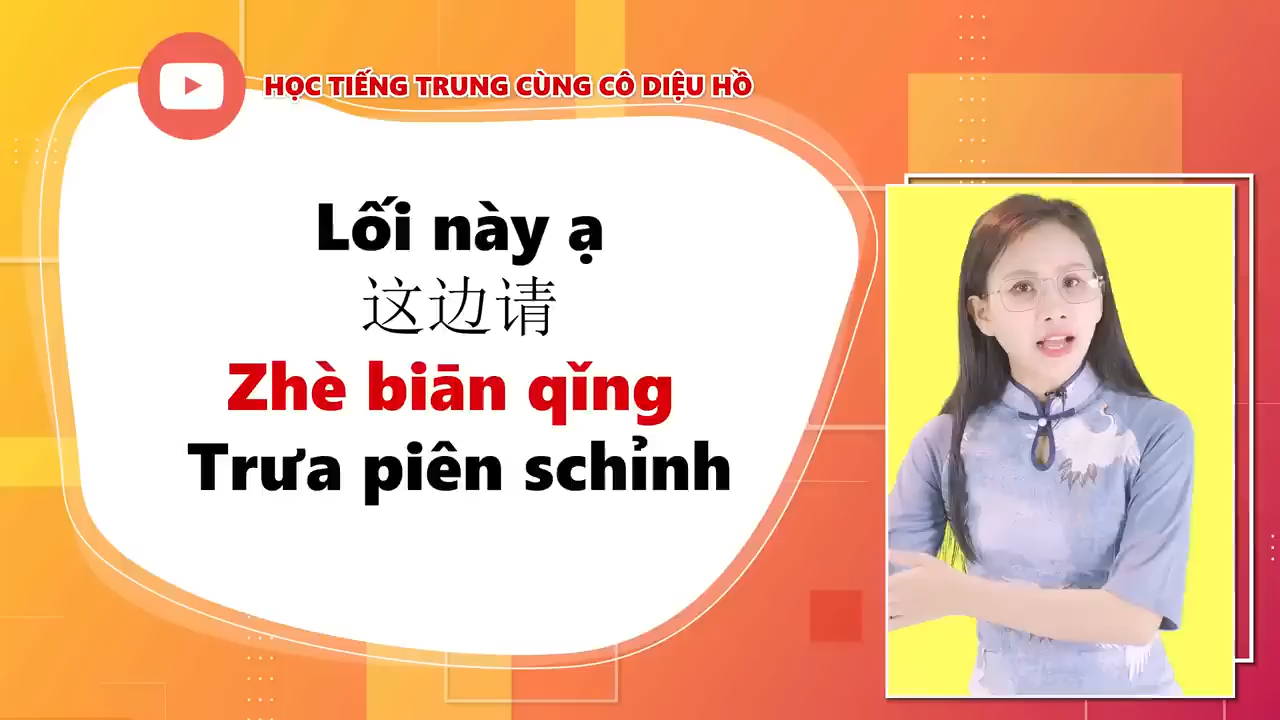 HỌC TIẾNG TRUNG CÙNG CÔ DIỆU HỒ
Lối này ạ
这边请
Zhè biān qǐng
Trưa piên schỉnh